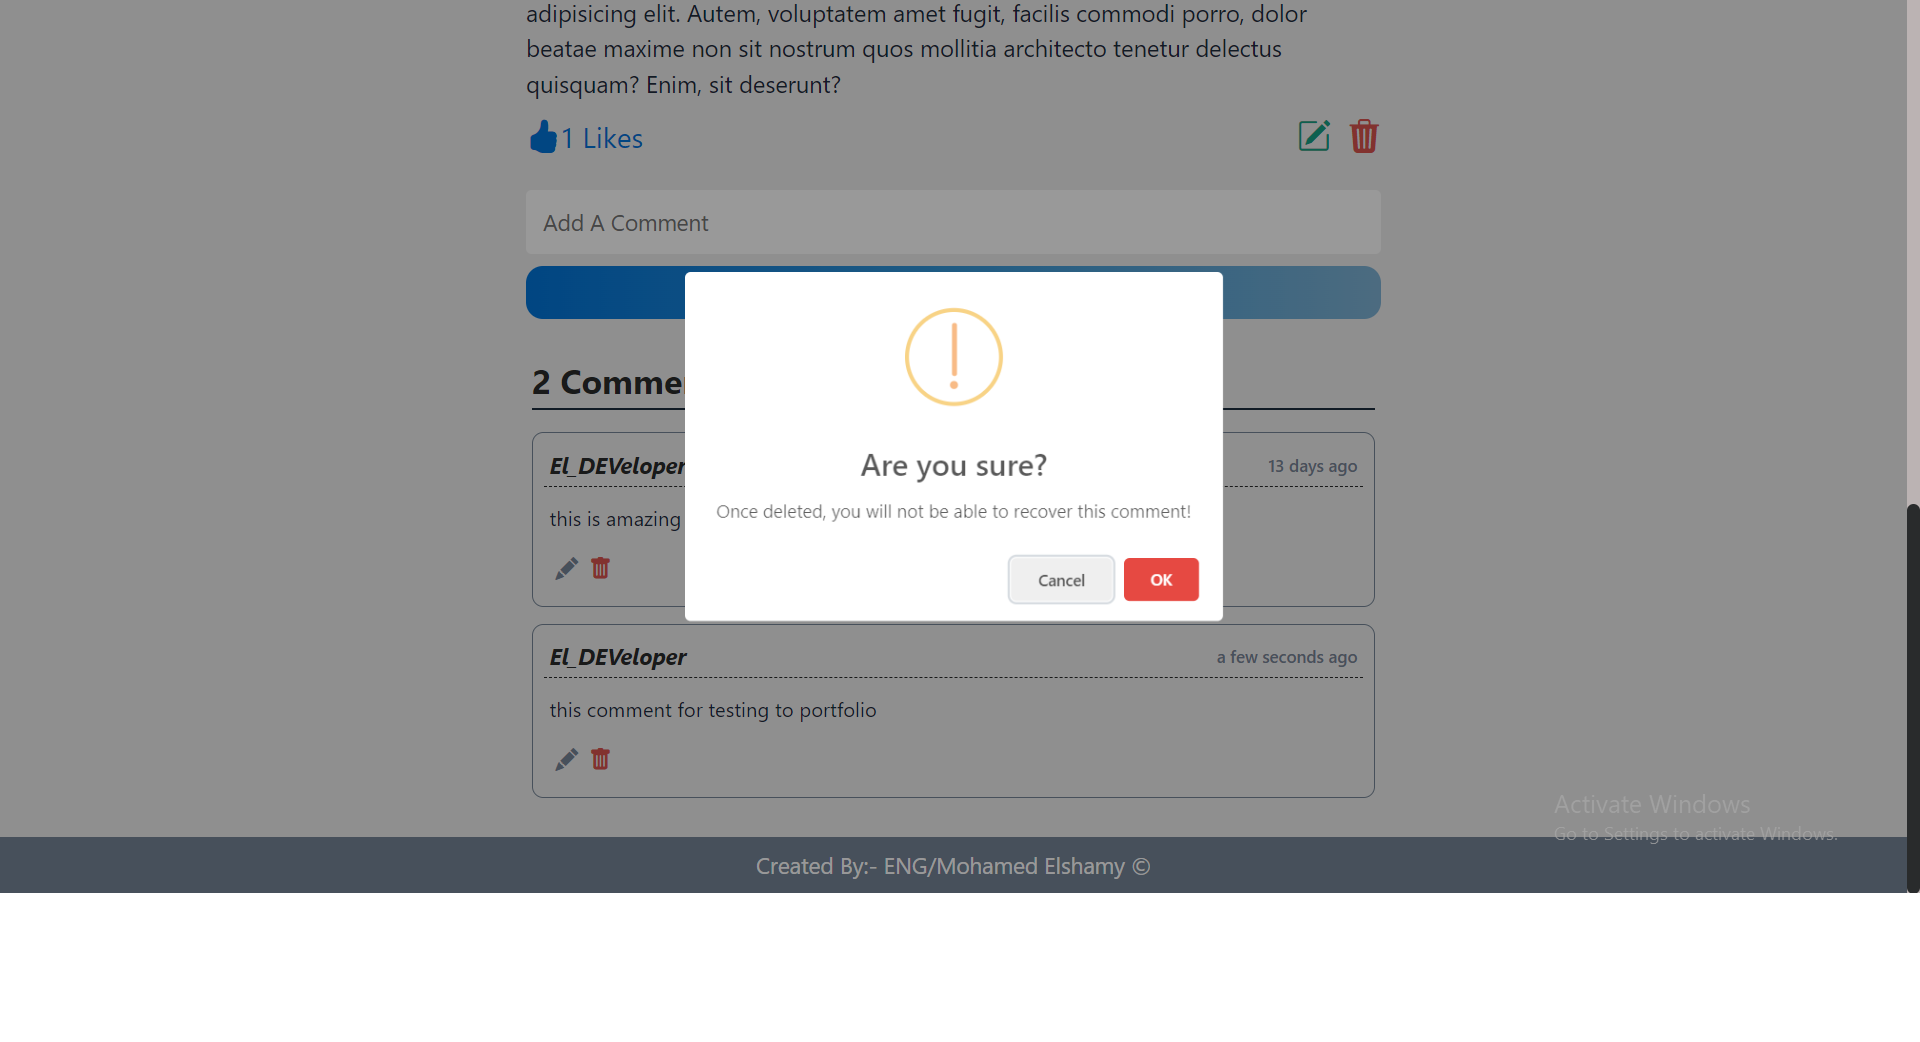 adipisicing elit. Autem, voluptatem amet fugit, facilis commodi porro, dolor
beatae maxime non sit nostrum quos mollitia architecto tenetur delectus
quisquam? Enim, sit deserunt?
1 Likes
Add A Comment
2
El_DEVeloper
13 days ago
this is amazing
Are you sure?
Once deleted, you will not be able to recover this comment!
Cancel
OK
El_DEVeloper
a few seconds ago
this comment for testing to portfolio
Activate Windows
Go to Settings to activate Windows.
Created By:- ENG/Mohamed Elshamy ©